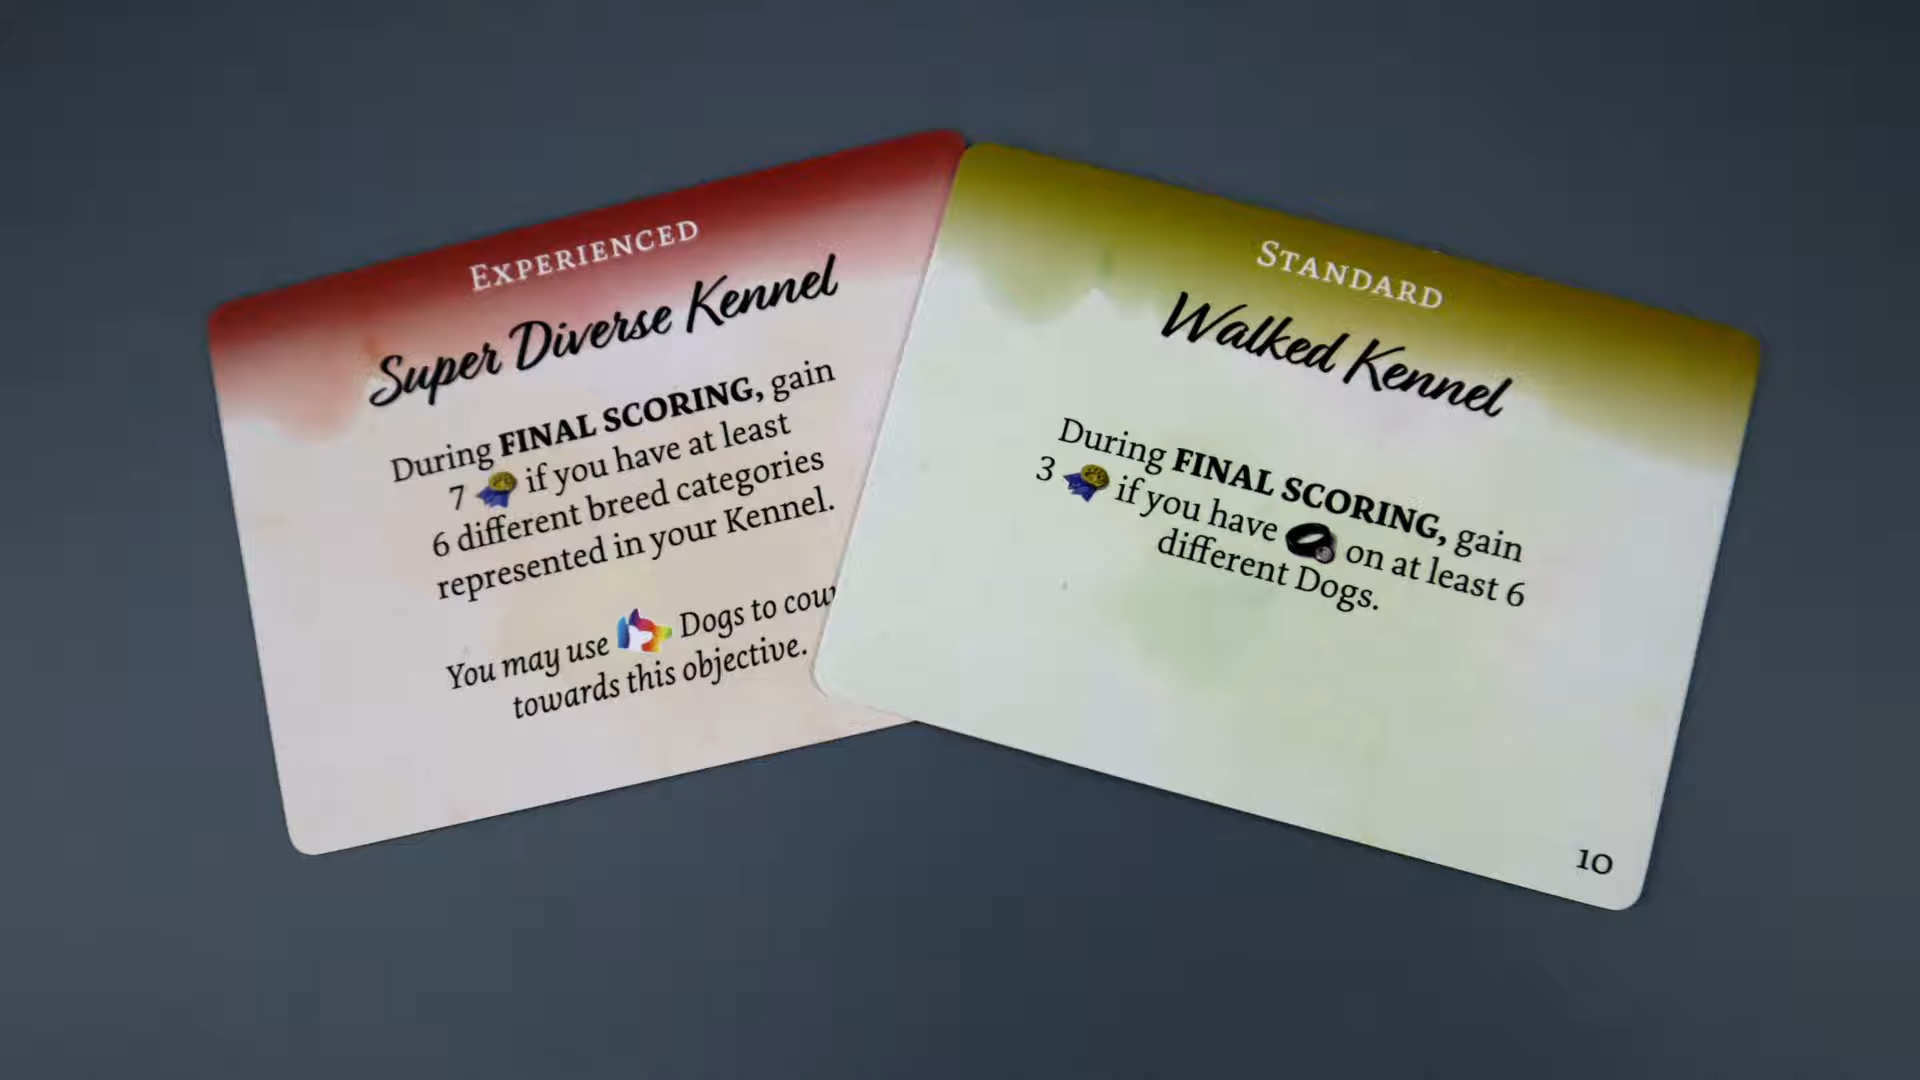 EXPERIENCED
Super Diverse Kennel
During FINAL SCORING, gain
7 if you have at least
6 different breed categories
represented in your Kennel.
You may use Dogs to
towards this objective.
STANDARD
Walked Kennel
During FINAL SCORING, gain
3 if you have on at least 6
different Dogs.
10